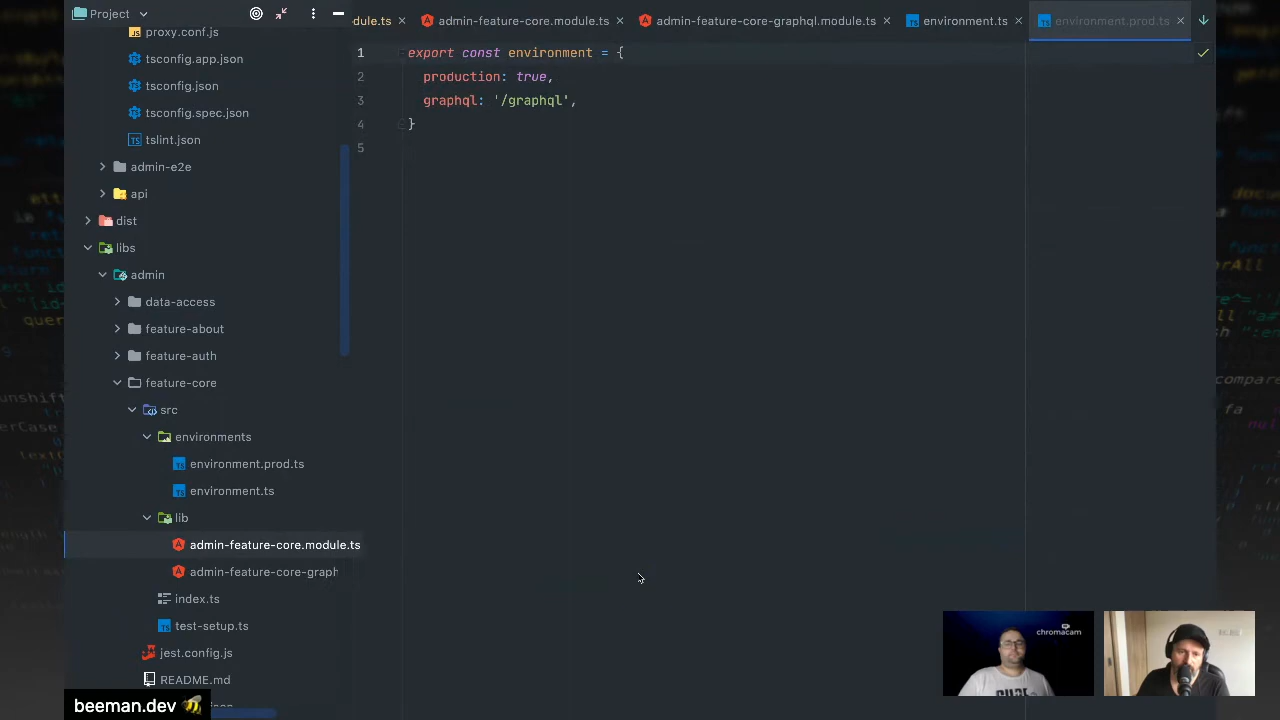 Project
dule.ts
admin-feature-core.module.ts
admin-feature-core-graphql.module.ts
environment.ts
environment.prod.ts
proxy.conf.js
tsconfig.app.json
tsconfig.json
tsconfig.spec.json
tslint.json
admin-e2e
api
dist
libs
admin
data-access
feature-about
feature-auth
feature-core
src
environments
environment.prod.ts
environment.ts
lib
admin-feature-core.module.ts
admin-feature-core-graph
index.ts
test-setup.ts
jest.config.js
README.md
1 export const environment = {
2 production: true,
3 graphql: '/graphql',
4 }
5
chromacam
beeman.dev